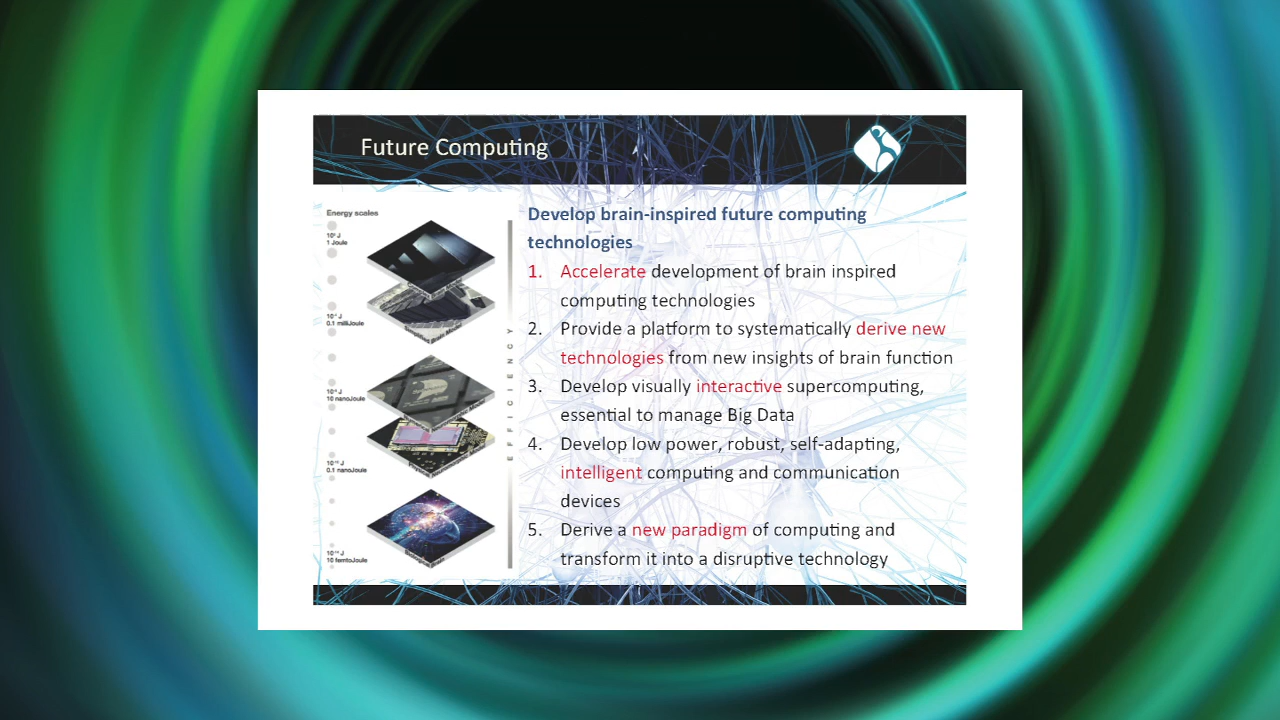 Future Computing
Energy scales
1 Joule
0.1 milliJoule
10 nanoJoule
0.1 nanoJoule
10 femtoJoule
EFFICIENCY
Develop brain-inspired future computing
technologies
1. Accelerate development of brain inspired
computing technologies
2. Provide a platform to systematically derive new
technologies from new insights of brain function
3. Develop visually interactive supercomputing,
essential to manage Big Data
4. Develop low power, robust, self-adapting,
intelligent computing and communication
devices
5. Derive a new paradigm of computing and
transform it into a disruptive technology